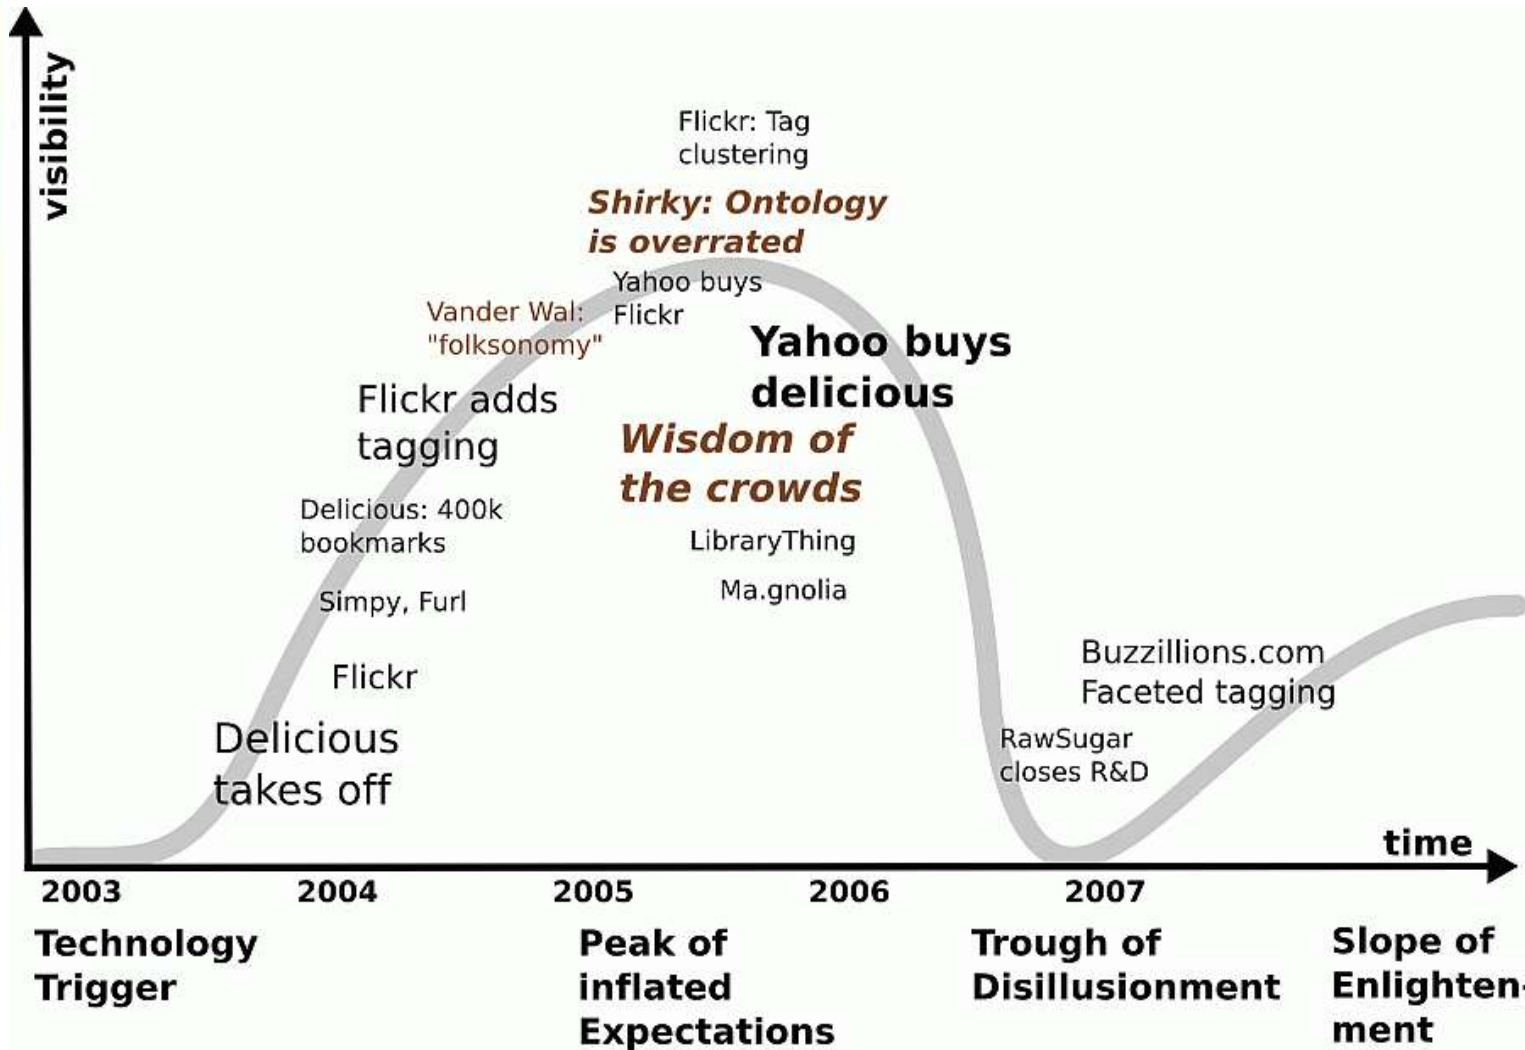 visibility
Flickr: Tag
clustering
Shirky: Ontology
is overrated
Yahoo buys
Flickr
Vander Wal:
"folksonomy"
Yahoo buys
delicious
Flickr adds
tagging
Wisdom of
the crowds
Delicious: 400k
bookmarks
LibraryThing
Ma.gnolia
Simpy, Furl
Flickr
Delicious
takes off
Buzzillions.com
Faceted tagging
RawSugar
closes R&D
time
2003 2004 2005 2006 2007
Technology
Trigger
Peak of
inflated
Expectations
Trough of
Disillusionment
Slope of
Enlighten-
ment